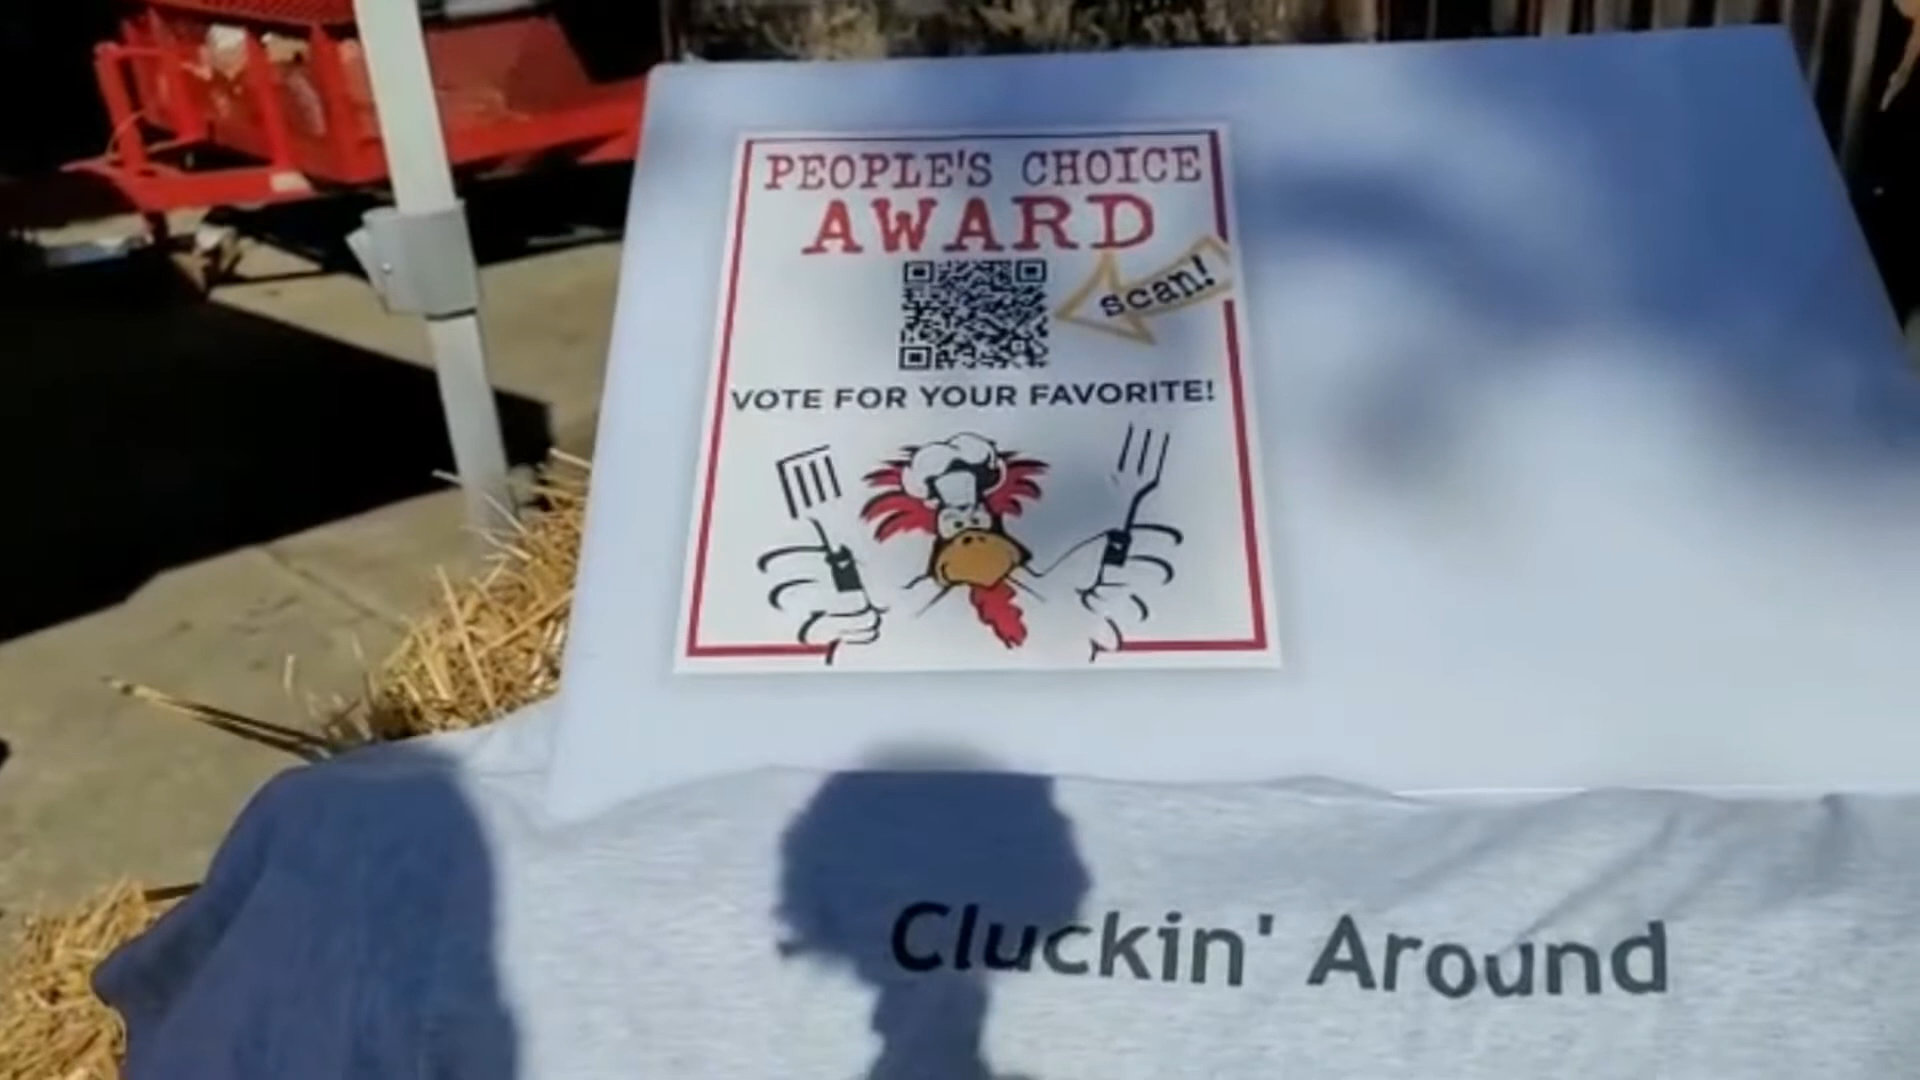 PEOPLE'S CHOICE
AWARD
scan!
VOTE FOR YOUR FAVORITE!
Cluckin' Around